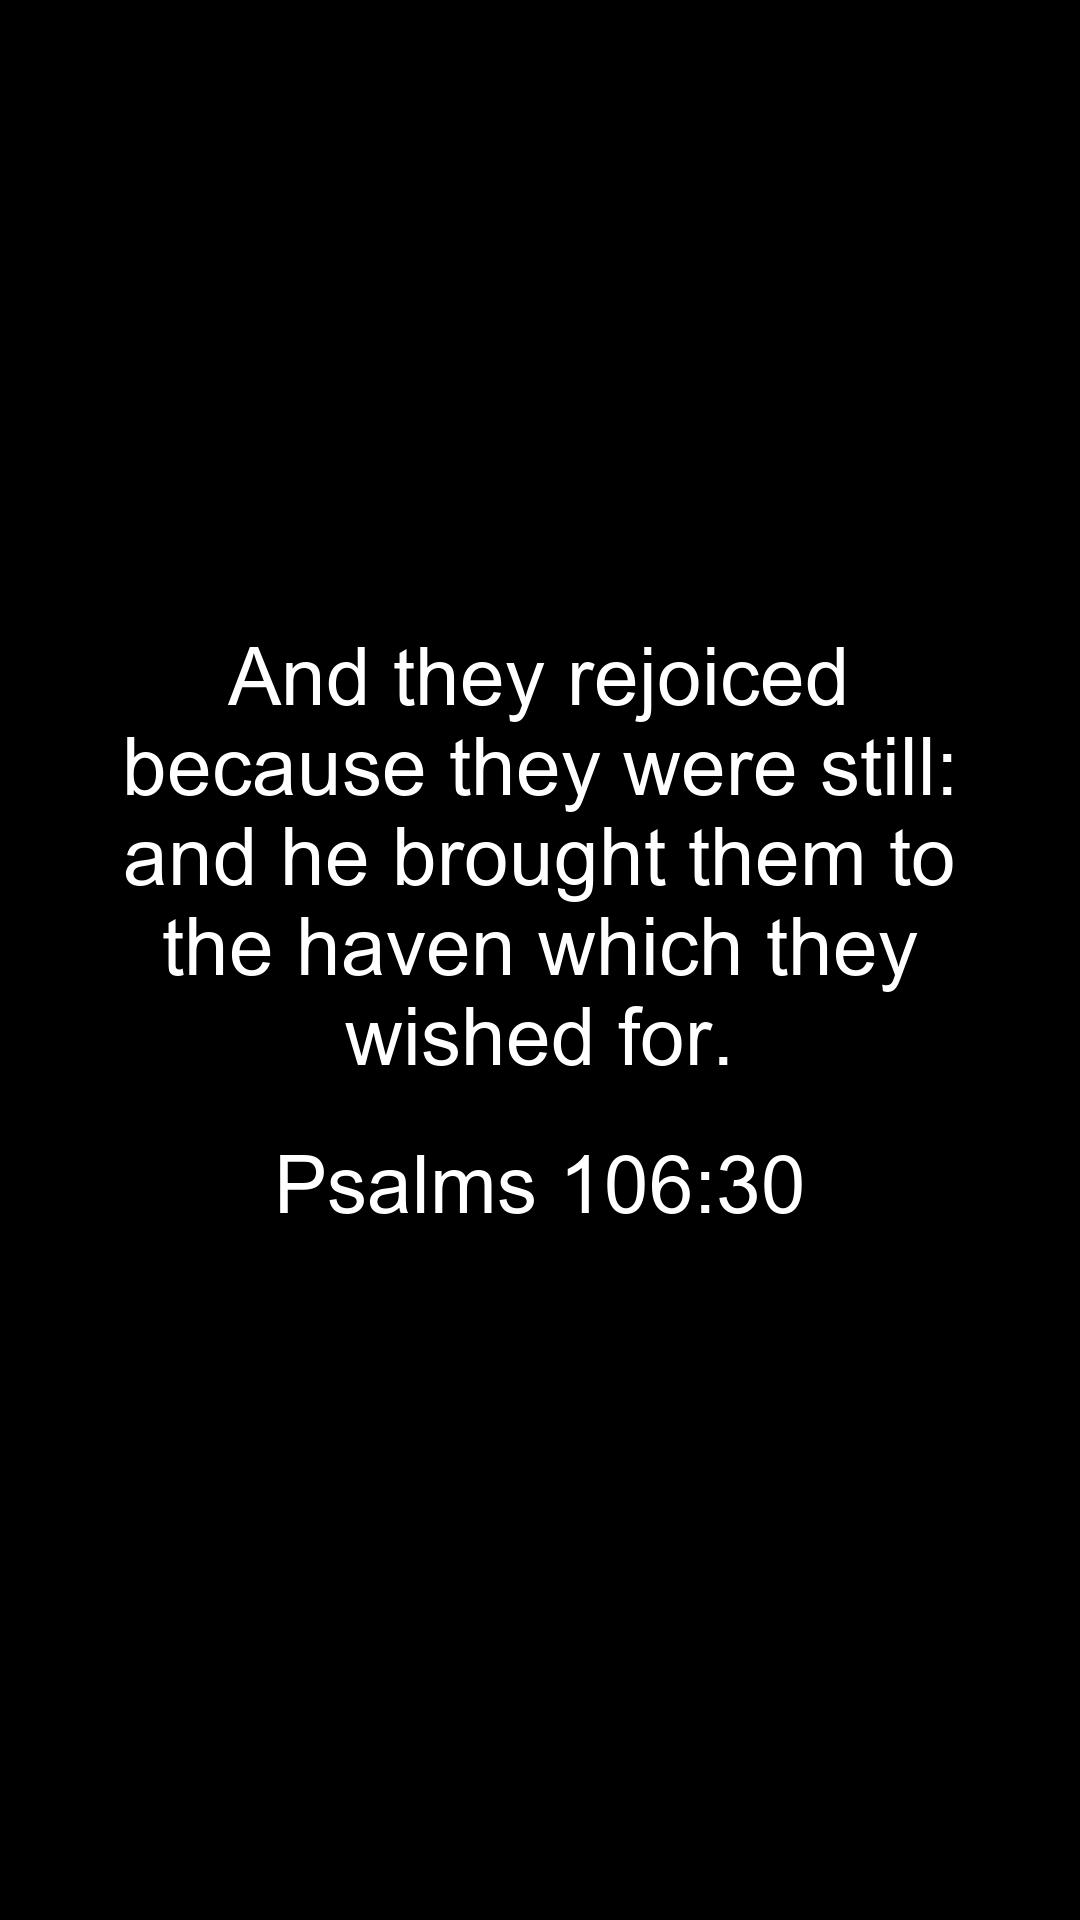 And they rejoiced
because they were still:
and he brought them to
the haven which they
wished for.
Psalms 106:30